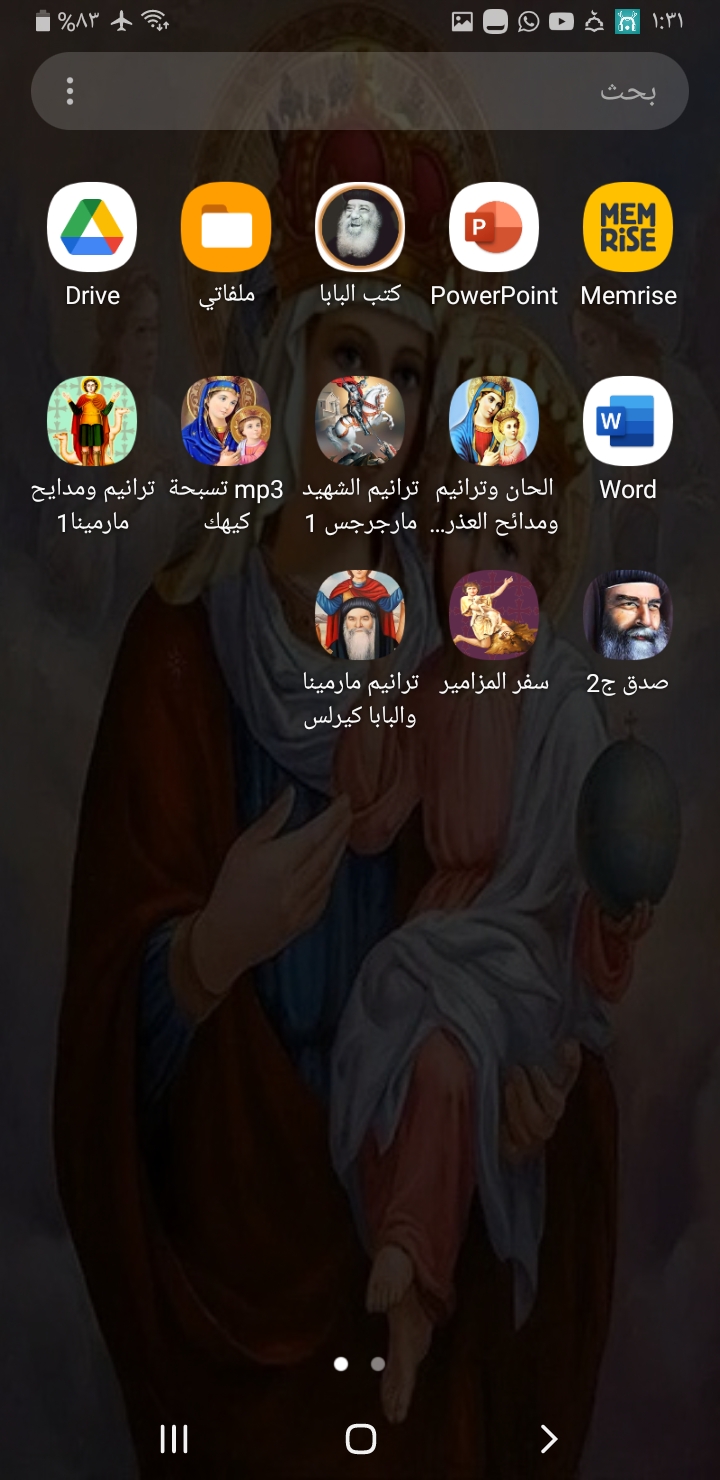 ١:٣١
%٨٣
بحث
MEM
RiSE
P
Memrise
PowerPoint
كتب البابا
ملفاتي
Drive
W
Word
الحان وترانيم
ومدائح العذر...
ترانيم الشهيد
مارجرجس 1
mp3 تسبحة
كيهك
ترانيم ومدايح
مارمينا1
صدق ج2
سفر المزامير
ترانيم مارمينا
والبابا كيرلس